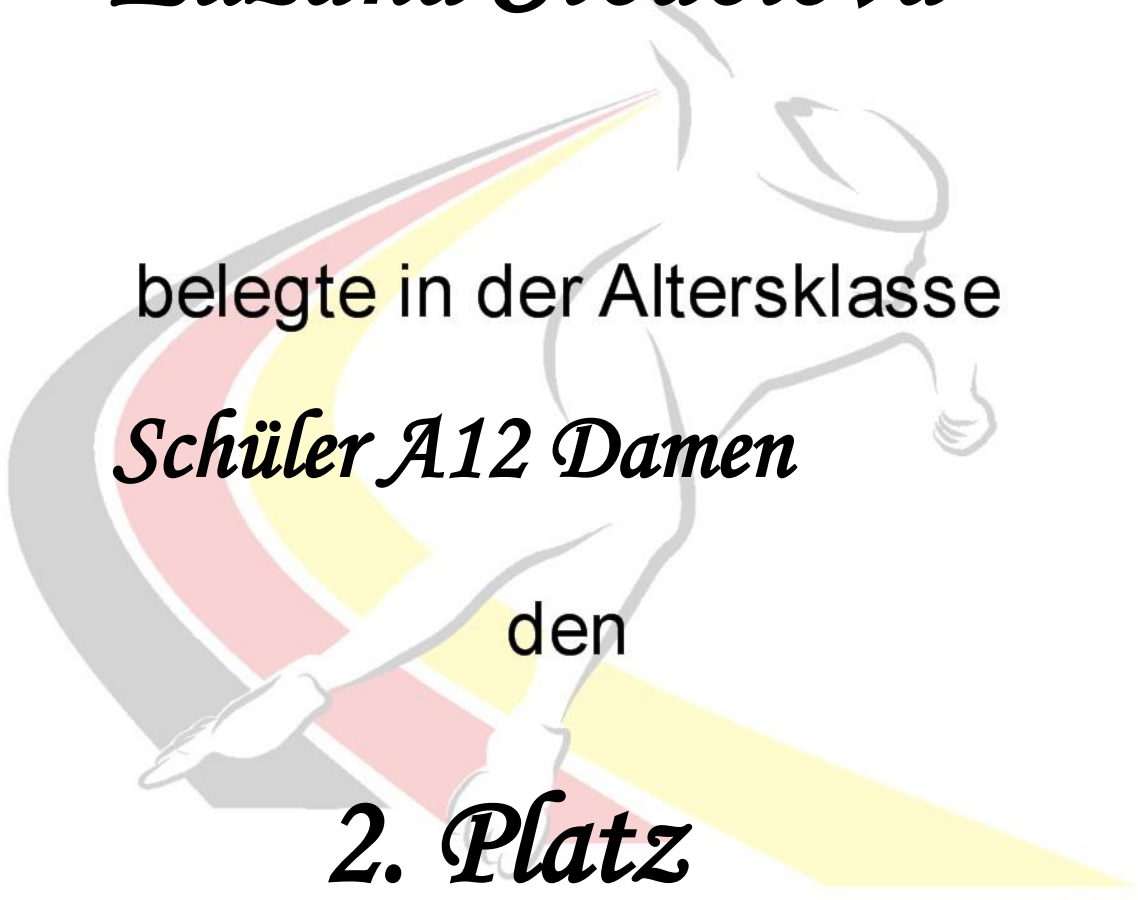 belegte in der Altersklasse
Schüler A12 Damen
den
2. Platz